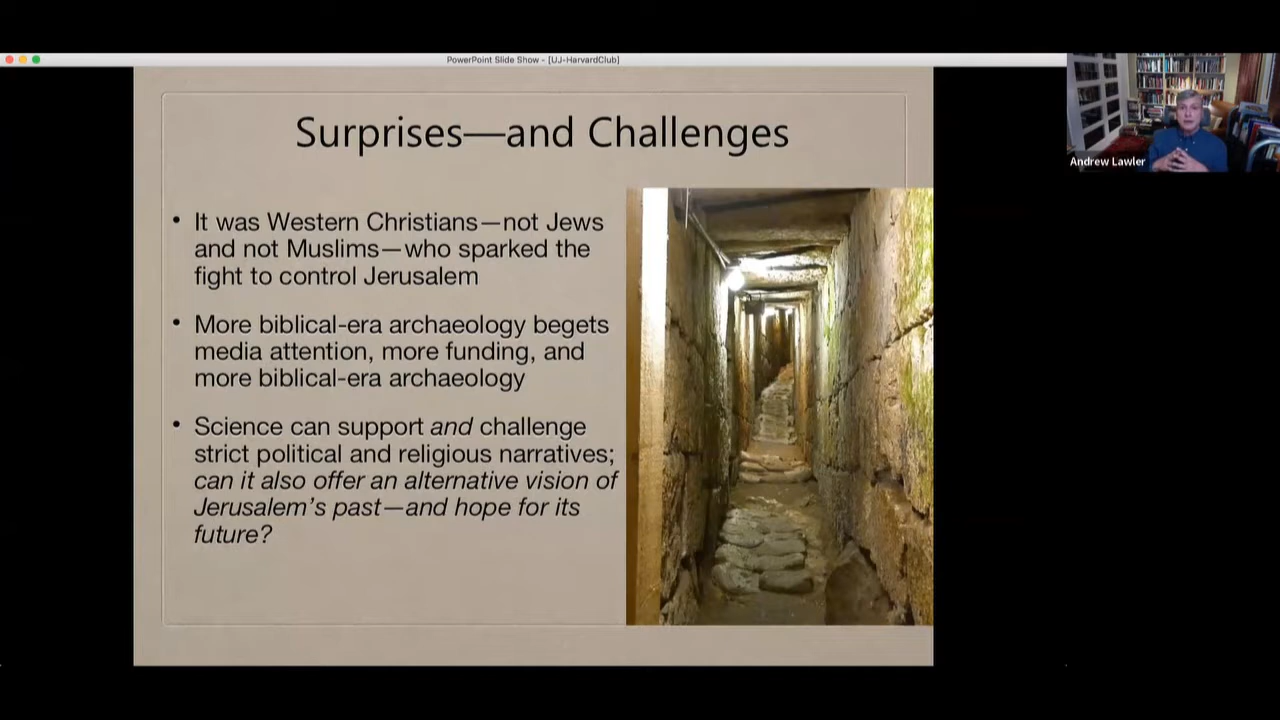 PowerPoint Slide Show - [UJ-HarvardClub]
Surprises—and Challenges
• It was Western Christians—not Jews
and not Muslims—who sparked the
fight to control Jerusalem
• More biblical-era archaeology begets
media attention, more funding, and
more biblical-era archaeology
• Science can support and challenge
strict political and religious narratives;
can it also offer an alternative vision of
Jerusalem’s past—and hope for its
future?
Andrew Lawler